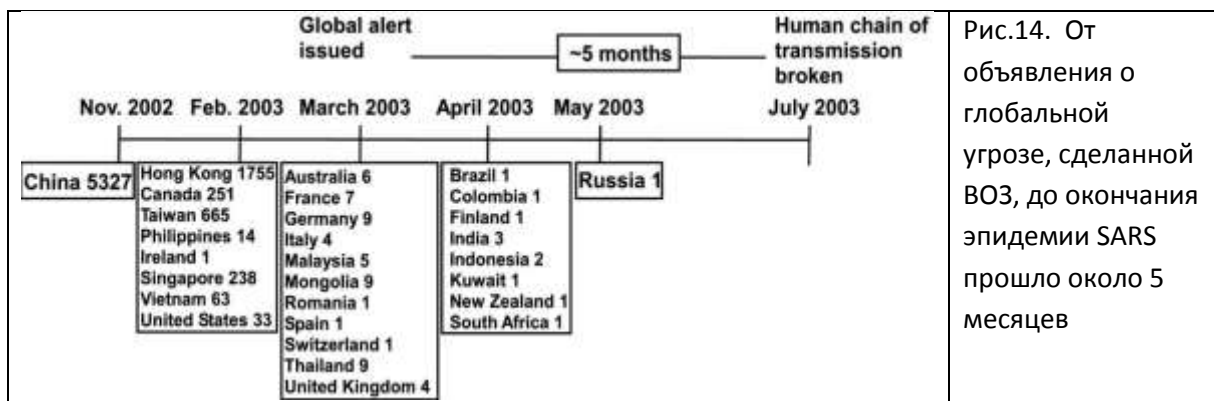 Global alert
issued
~5 months
Human chain of
transmission
broken
Nov. 2002 Feb. 2003 March 2003 April 2003 May 2003 July 2003
China 5327
Hong Kong 1755
Canada 251
Taiwan 665
Philippines 14
Ireland 1
Singapore 238
Vietnam 63
United States 33
Australia 6
France 7
Germany 9
Italy 4
Malaysia 5
Mongolia 9
Romania 1
Spain 1
Switzerland 1
Thailand 9
United Kingdom 4
Brazil 1
Colombia 1
Finland 1
India 3
Indonesia 2
Kuwait 1
New Zealand 1
South Africa 1
Russia 1
Рис.14. От
объявления о
глобальной
угрозе, сделанной
ВОЗ, до окончания
эпидемии SARS
прошло около 5
месяцев